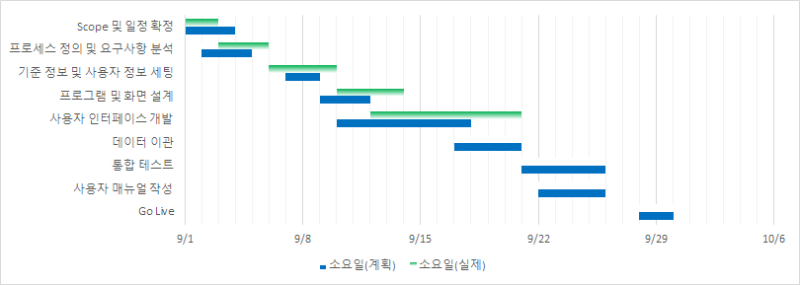 Scope 및 일정 확정
프로세스 정의 및 요구사항 분석
기준 정보 및 사용자 정보 세팅
프로그램 및 화면 설계
사용자 인터페이스 개발
데이터 이관
통합 테스트
사용자 매뉴얼 작성
Go Live
9/1 9/8 9/15 9/22 9/29 10/6
소요일(계획) 소요일(실제)